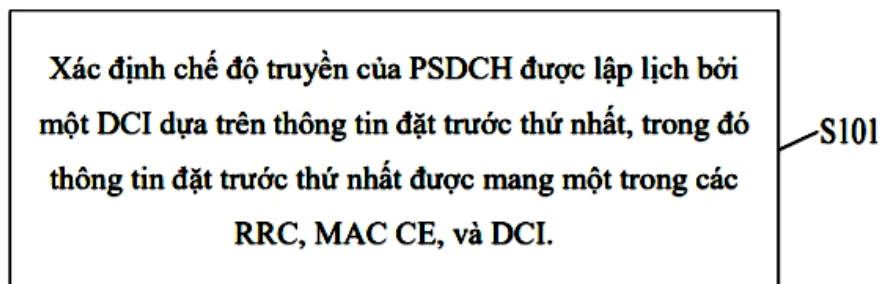 Xác định chế độ truyền của PSDCH được lập lịch bởi
một DCI dựa trên thông tin đặt trước thứ nhất, trong đó
thông tin đặt trước thứ nhất được mang một trong các
RRC, MAC CE, và DCI.
S101